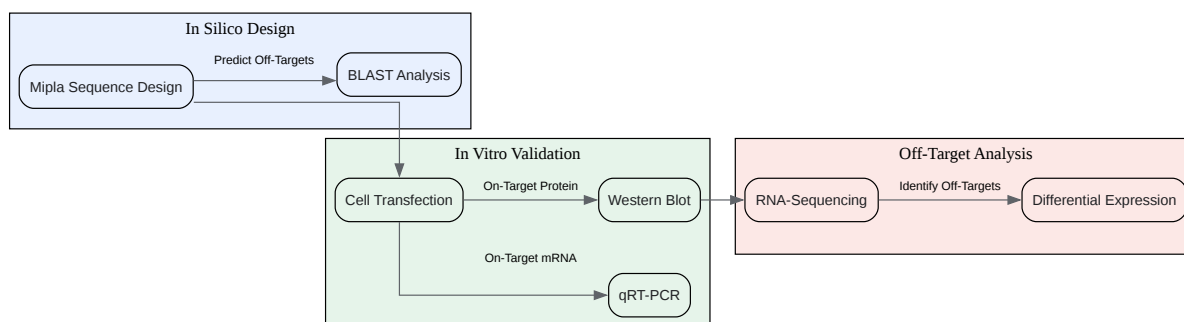 In Silico Design
Predict Off-Targets
Mipla Sequence Design
BLAST Analysis
In Vitro Validation
Cell Transfection
On-Target Protein
Western Blot
On-Target mRNA
qRT-PCR
Off-Target Analysis
RNA-Sequencing
Identify Off-Targets
Differential Expression